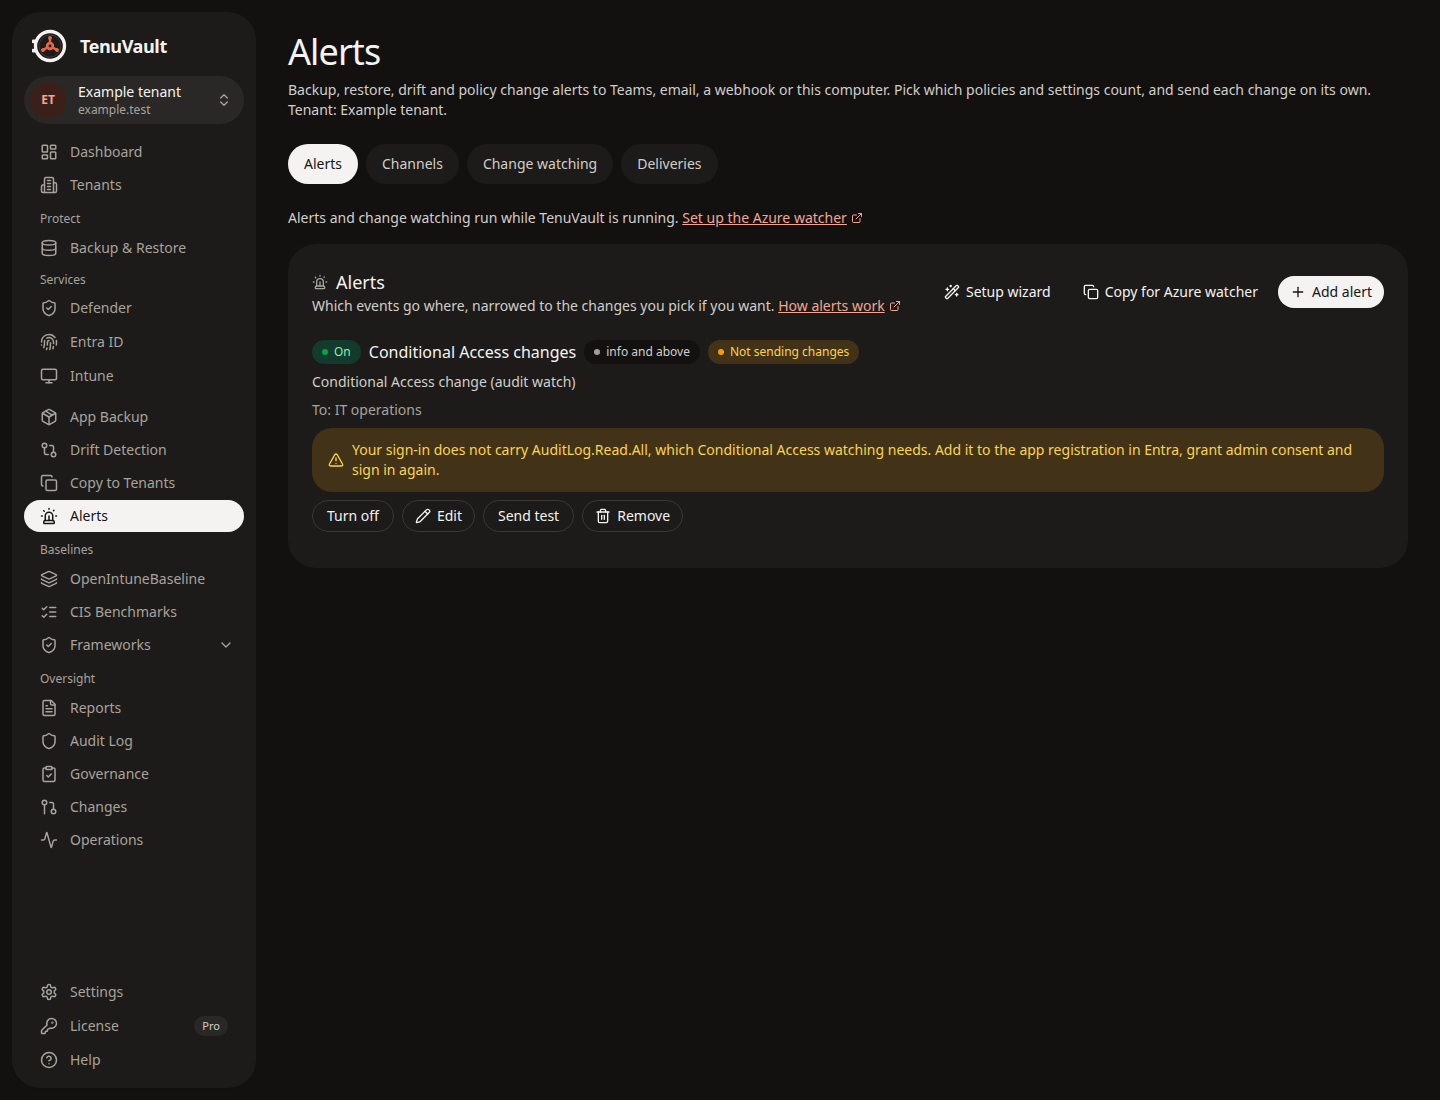 TenuVault
ET
Example tenant
example.test
Dashboard
Tenants
Protect
Backup & Restore
Services
Defender
Entra ID
Intune
App Backup
Drift Detection
Copy to Tenants
Alerts
Baselines
OpenIntuneBaseline
CIS Benchmarks
Frameworks
Oversight
Reports
Audit Log
Governance
Changes
Operations
Settings
License Pro
Help
Alerts
Backup, restore, drift and policy change alerts to Teams, email, a webhook or this computer. Pick which policies and settings count, and send each change on its own.
Tenant: Example tenant.
Alerts Channels Change watching Deliveries
Alerts and change watching run while TenuVault is running. Set up the Azure watcher
Alerts
Which events go where, narrowed to the changes you pick if you want. How alerts work
Setup wizard Copy for Azure watcher Add alert
On Conditional Access changes info and above Not sending changes
Conditional Access change (audit watch)
To: IT operations
Your sign-in does not carry AuditLog.Read.All, which Conditional Access watching needs. Add it to the app registration in Entra, grant admin consent and
sign in again.
Turn off Edit Send test Remove